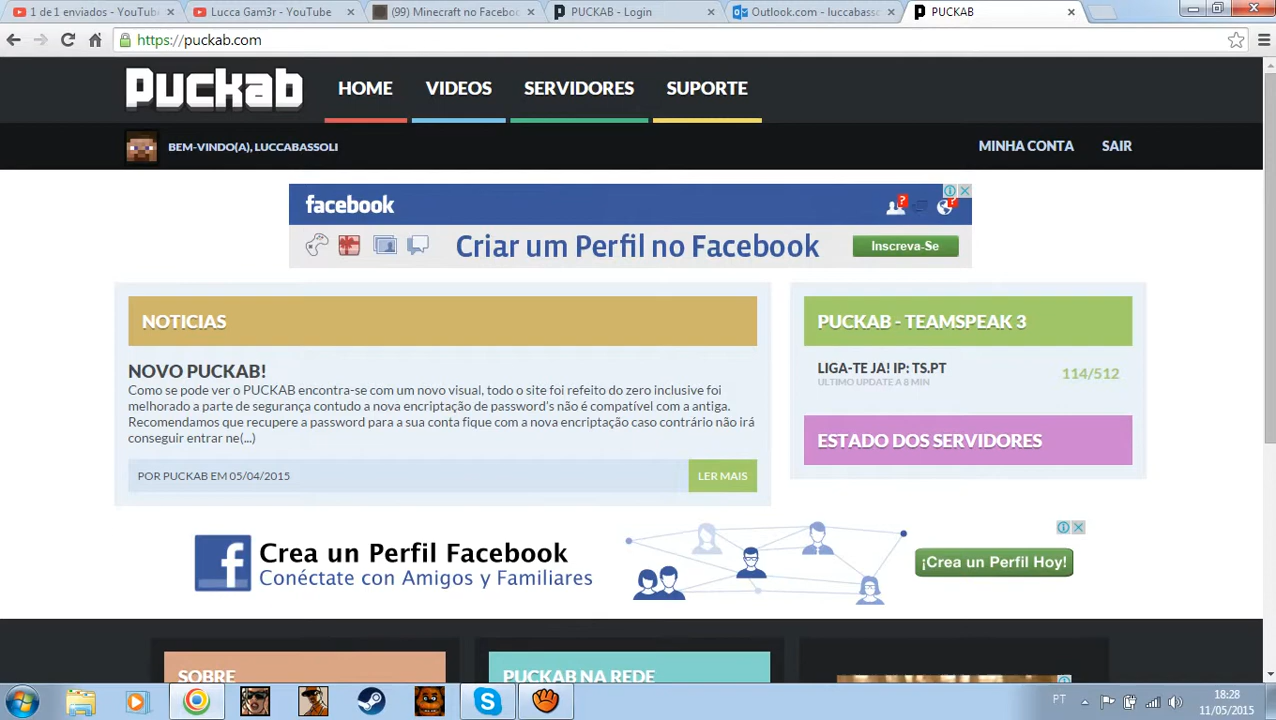 1 de 1 enviados - YouTub
Lucca Gam3r - YouTube
(99) Minecraft no Facebo
PUCKAB - Login
Outlook.com - luccabasso
PUCKAB
https://puckab.com
Puckab
HOME
VIDEOS
SERVIDORES
SUPORTE
BEM-VINDO(A), LUCCABASSOLI
MINHA CONTA
SAIR
facebook
Criar um Perfil no Facebook
Inscreva-Se
NOTICIAS
NOVO PUCKAB!
Como se pode ver o PUCKAB encontra-se com um novo visual, todo o site foi refeito do zero inclusive foi
melhorado a parte de segurança contudo a nova encriptação de password's não é compatível com a antiga.
Recomendamos que recupere a password para a sua conta fique com a nova encriptação caso contrário não irá
conseguir entrar ne(...)
POR PUCKAB EM 05/04/2015
LER MAIS
PUCKAB - TEAMSPEAK 3
LIGA-TE JA! IP: TS.PT
ULTIMO UPDATE A 8 MIN
114/512
ESTADO DOS SERVIDORES
Crea un Perfil Facebook
Conéctate con Amigos y Familiares
¡Crea un Perfil Hoy!
SOBRE
PUCKAB NA REDE
PT
18:28
11/05/2015